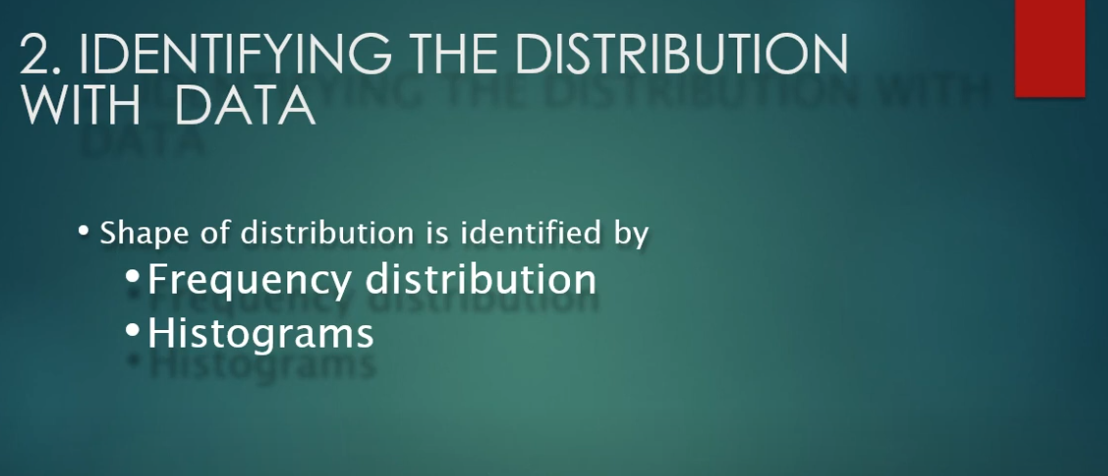 2. IDENTIFYING THE DISTRIBUTION
WITH DATA
• Shape of distribution is identified by
• Frequency distribution
• Histograms